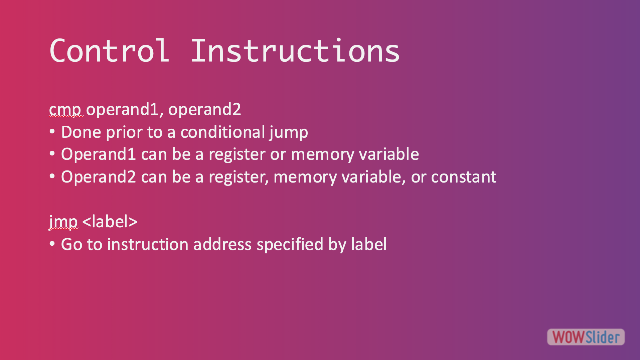 Control Instructions
cmp operand1, operand2
• Done prior to a conditional jump
• Operand1 can be a register or memory variable
• Operand2 can be a register, memory variable, or constant
jmp <label>
• Go to instruction address specified by label
WOWSlider